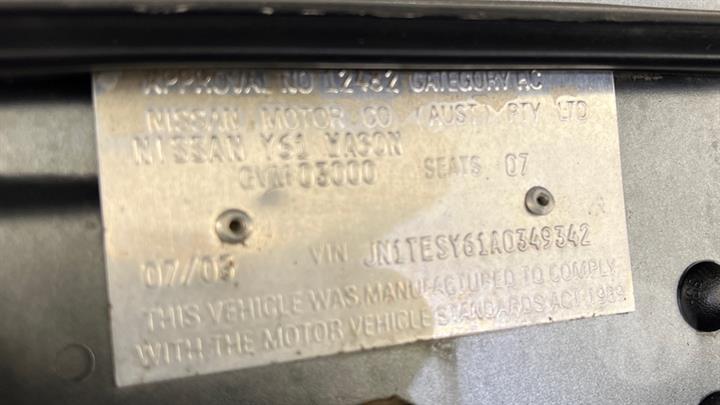 APPROVAL NO 12482 CATEGORY HC
NISSAN MOTOR CO (AUST) PTY LTD
NISSAN Y61 WAGON
GVM 03000 SEATS 07
07/03 VIN JN1TESY61A0349342
THIS VEHICLE WAS MANUFACTURED TO COMPLY
WITH THE MOTOR VEHICLE STANDARDS ACT 1989